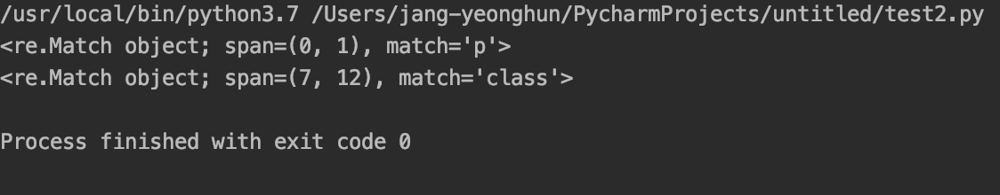 /usr/local/bin/python3.7 /Users/jang-yeonghun/PycharmProjects/untitled/test2.py
<re.Match object; span=(0, 1), match='p'>
<re.Match object; span=(7, 12), match='class'>
Process finished with exit code 0